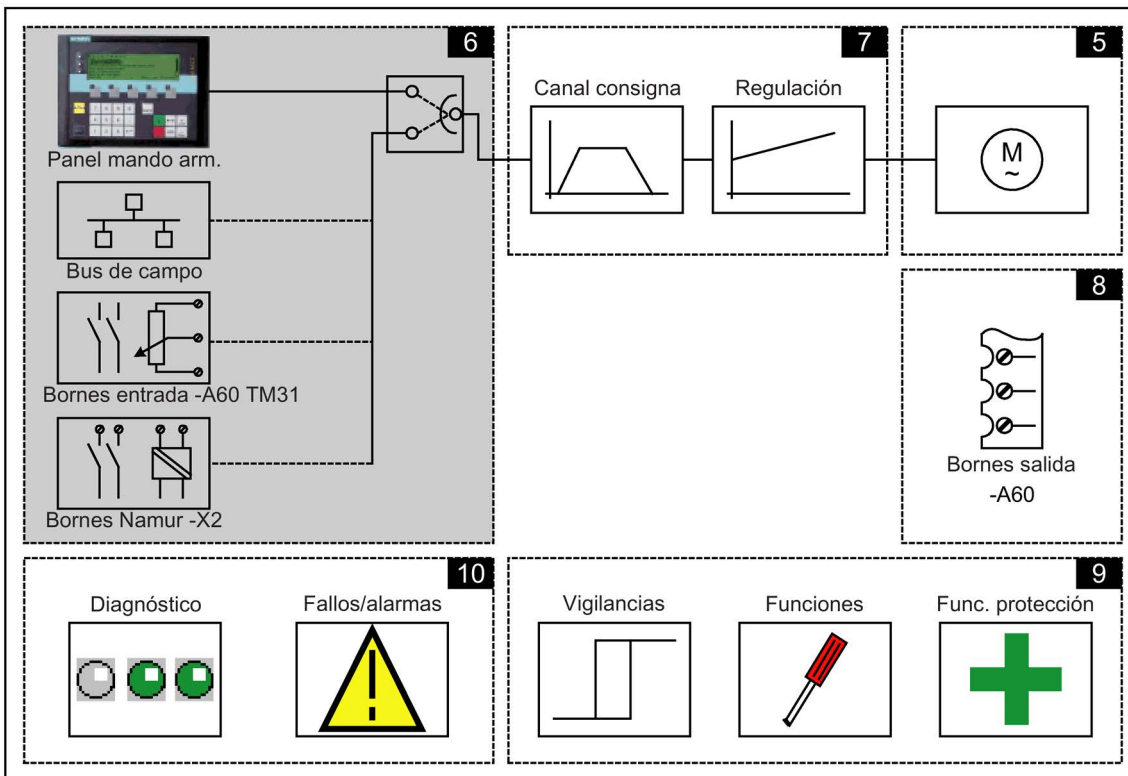 6
Panel mando arm.
Bus de campo
Bornes entrada -A60 TM31
Bornes Namur -X2
7
Canal consigna
Regulación
5
M
~
8
Bornes salida
-A60
10
Diagnóstico
Fallos/alarmas
9
Vigilancias
Funciones
Func. protección